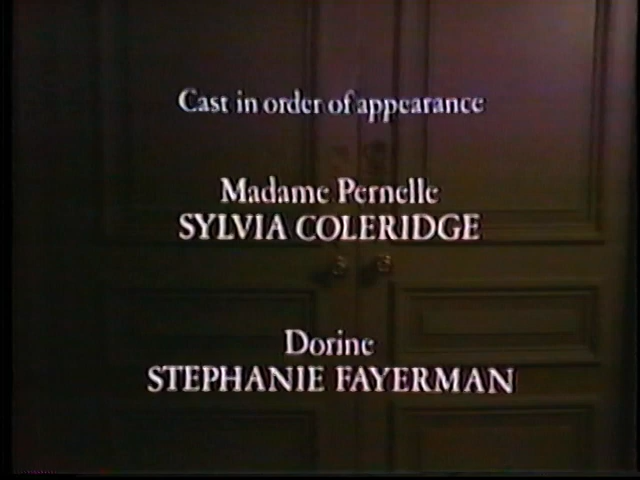 Cast in order of appearance
Madame Pernelle
SYLVIA COLERIDGE
Dorine
STEPHANIE FAYERMAN